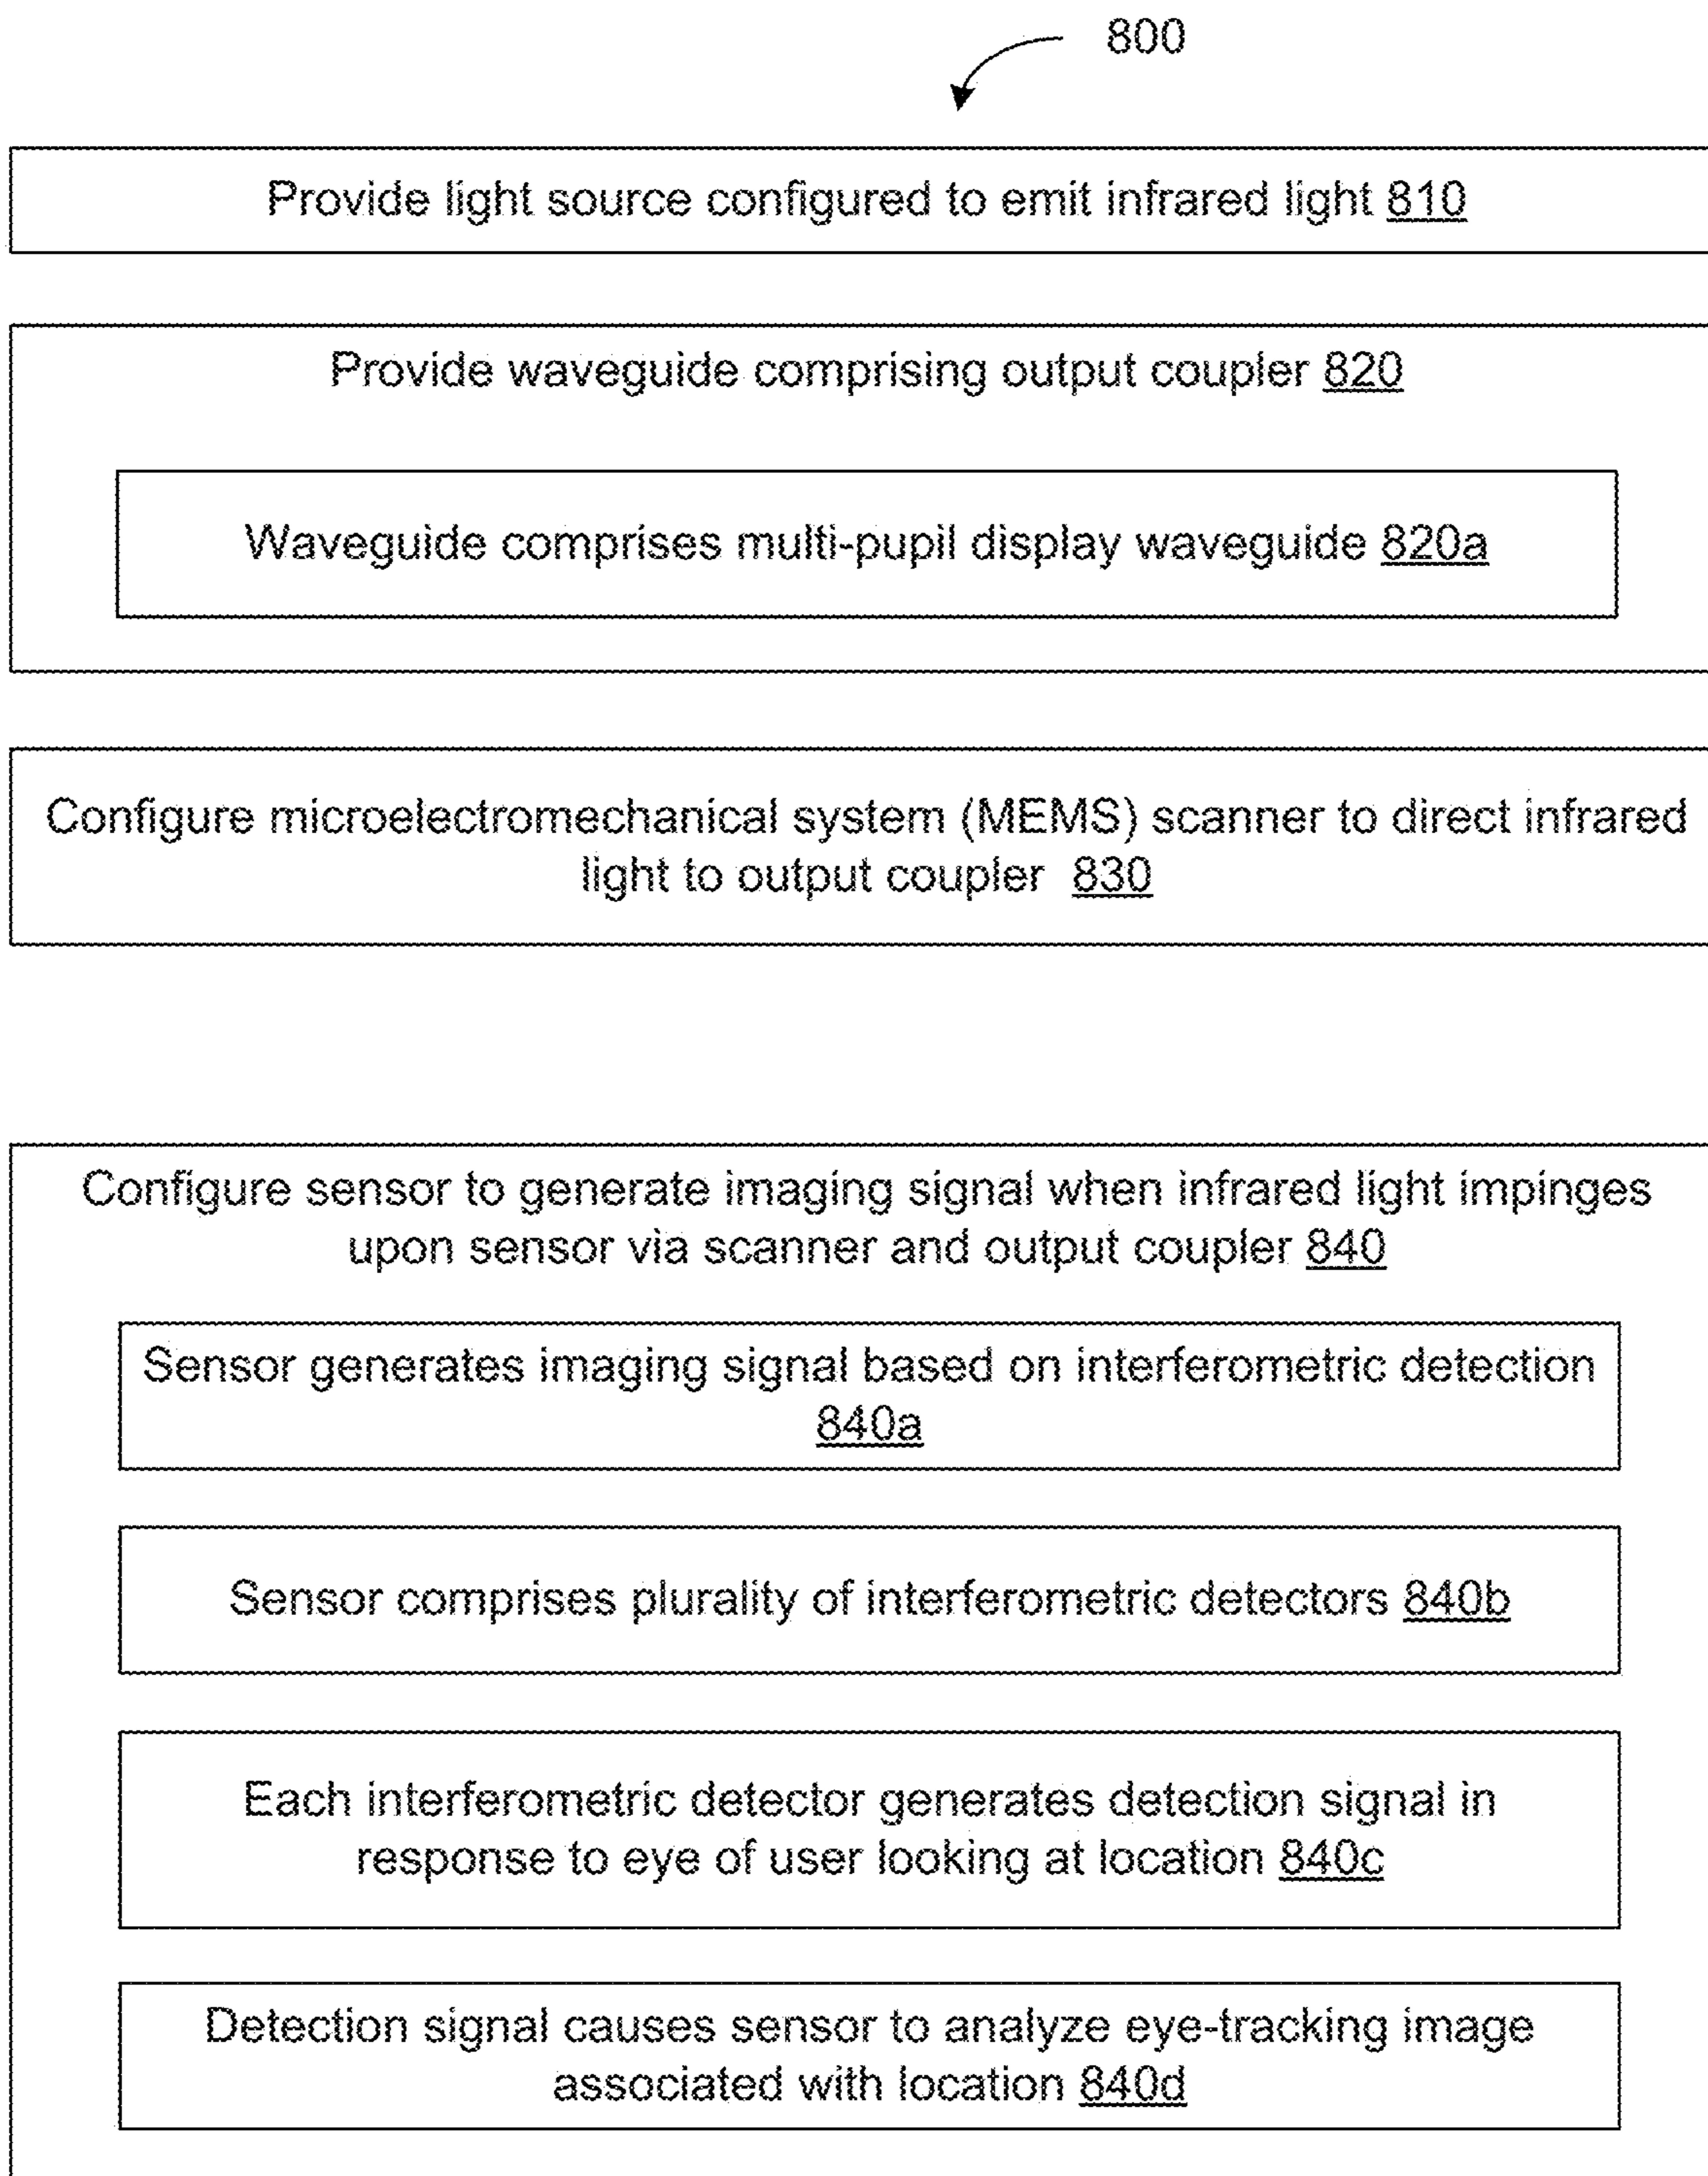 800
Provide light source configured to emit infrared light 810
Provide waveguide comprising output coupler 820
Waveguide comprises multi-pupil display waveguide 820a
Configure microelectromechanical system (MEMS) scanner to direct infrared
light to output coupler 830
Configure sensor to generate imaging signal when infrared light impinges
upon sensor via scanner and output coupler 840
Sensor generates imaging signal based on interferometric detection
840a
Sensor comprises plurality of interferometric detectors 840b
Each interferometric detector generates detection signal in
response to eye of user looking at location 840c
Detection signal causes sensor to analyze eye-tracking image
associated with location 840d